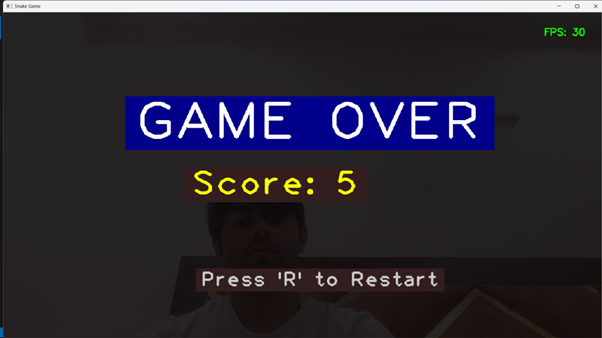 Snake Game
FPS: 30
GAME OVER
Score: 5
Press 'R' to Restart